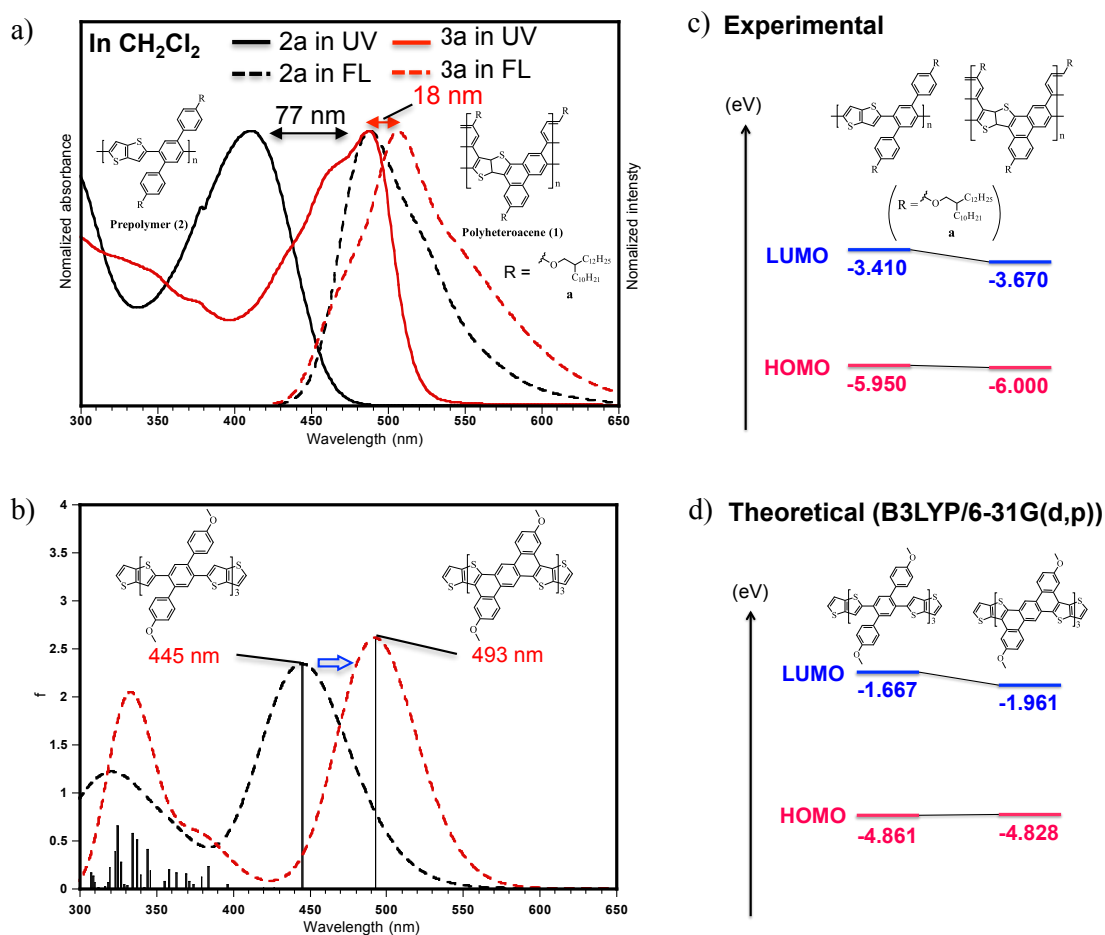 a)
In CH₂Cl₂
2a in UV
3a in UV
2a in FL
3a in FL
18 nm
77 nm
R
S
S
n
R
Prepolymer (2)
R
R
S
S
n
R
Polyheteroacene (1)
R =
O
C₁₂H₂₅
C₁₀H₂₁
a
Nomalized absorbance
Nomalized intensity
300 350 400 450 500 550 600 650
Wavelength (nm)
b)
4
3.5
3
2.5
2
1.5
1
0.5
0
f
O
S
S
S
S
3
O
O
S
S
S
S
3
O
445 nm
493 nm
300 350 400 450 500 550 600 650
Wavelength (nm)
c) Experimental
(eV)
R
S
S
n
R
R
R
S
S
n
R
R =
O
C₁₂H₂₅
C₁₀H₂₁
a
LUMO
-3.410
-3.670
HOMO
-5.950
-6.000
d) Theoretical (B3LYP/6-31G(d,p))
(eV)
O
S
S
S
S
3
O
O
S
S
S
S
3
O
LUMO
-1.667
-1.961
HOMO
-4.861
-4.828